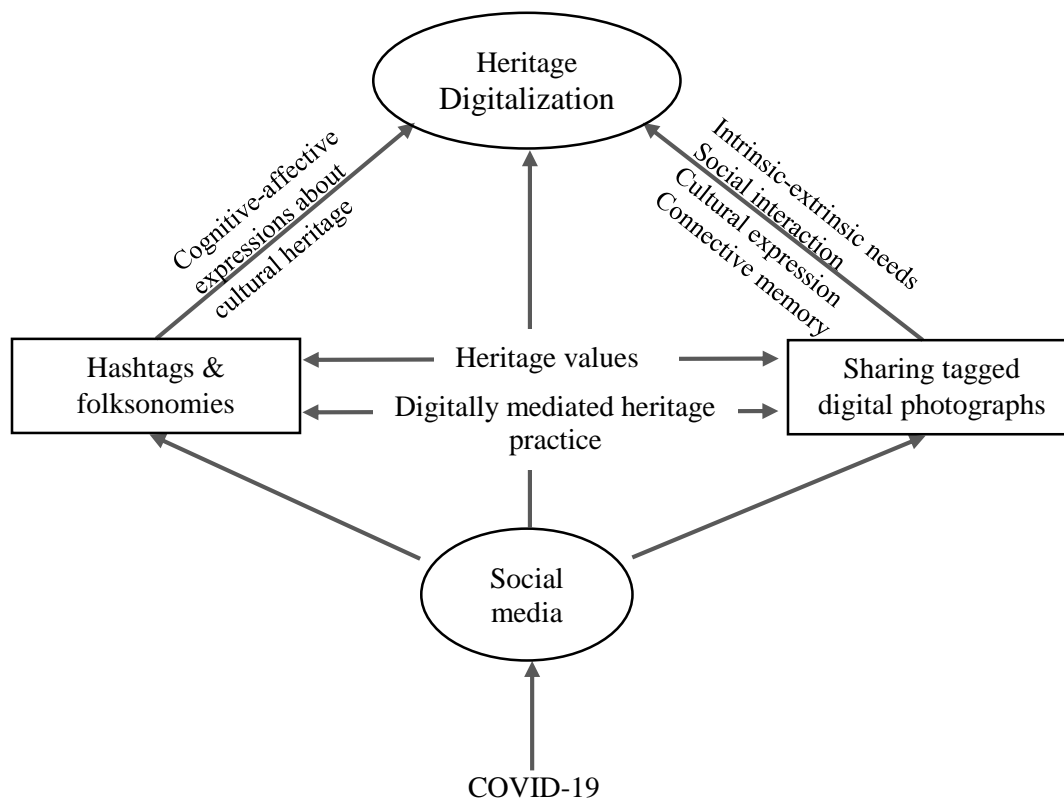 Heritage
Digitalization
Cognitive-affective
expressions about
cultural heritage
Intrinsic-extrinsic needs
Social interaction
Cultural expression
Connective memory
Hashtags &
folksonomies
Heritage values
Digitally mediated heritage
practice
Sharing tagged
digital photographs
Social
media
COVID-19